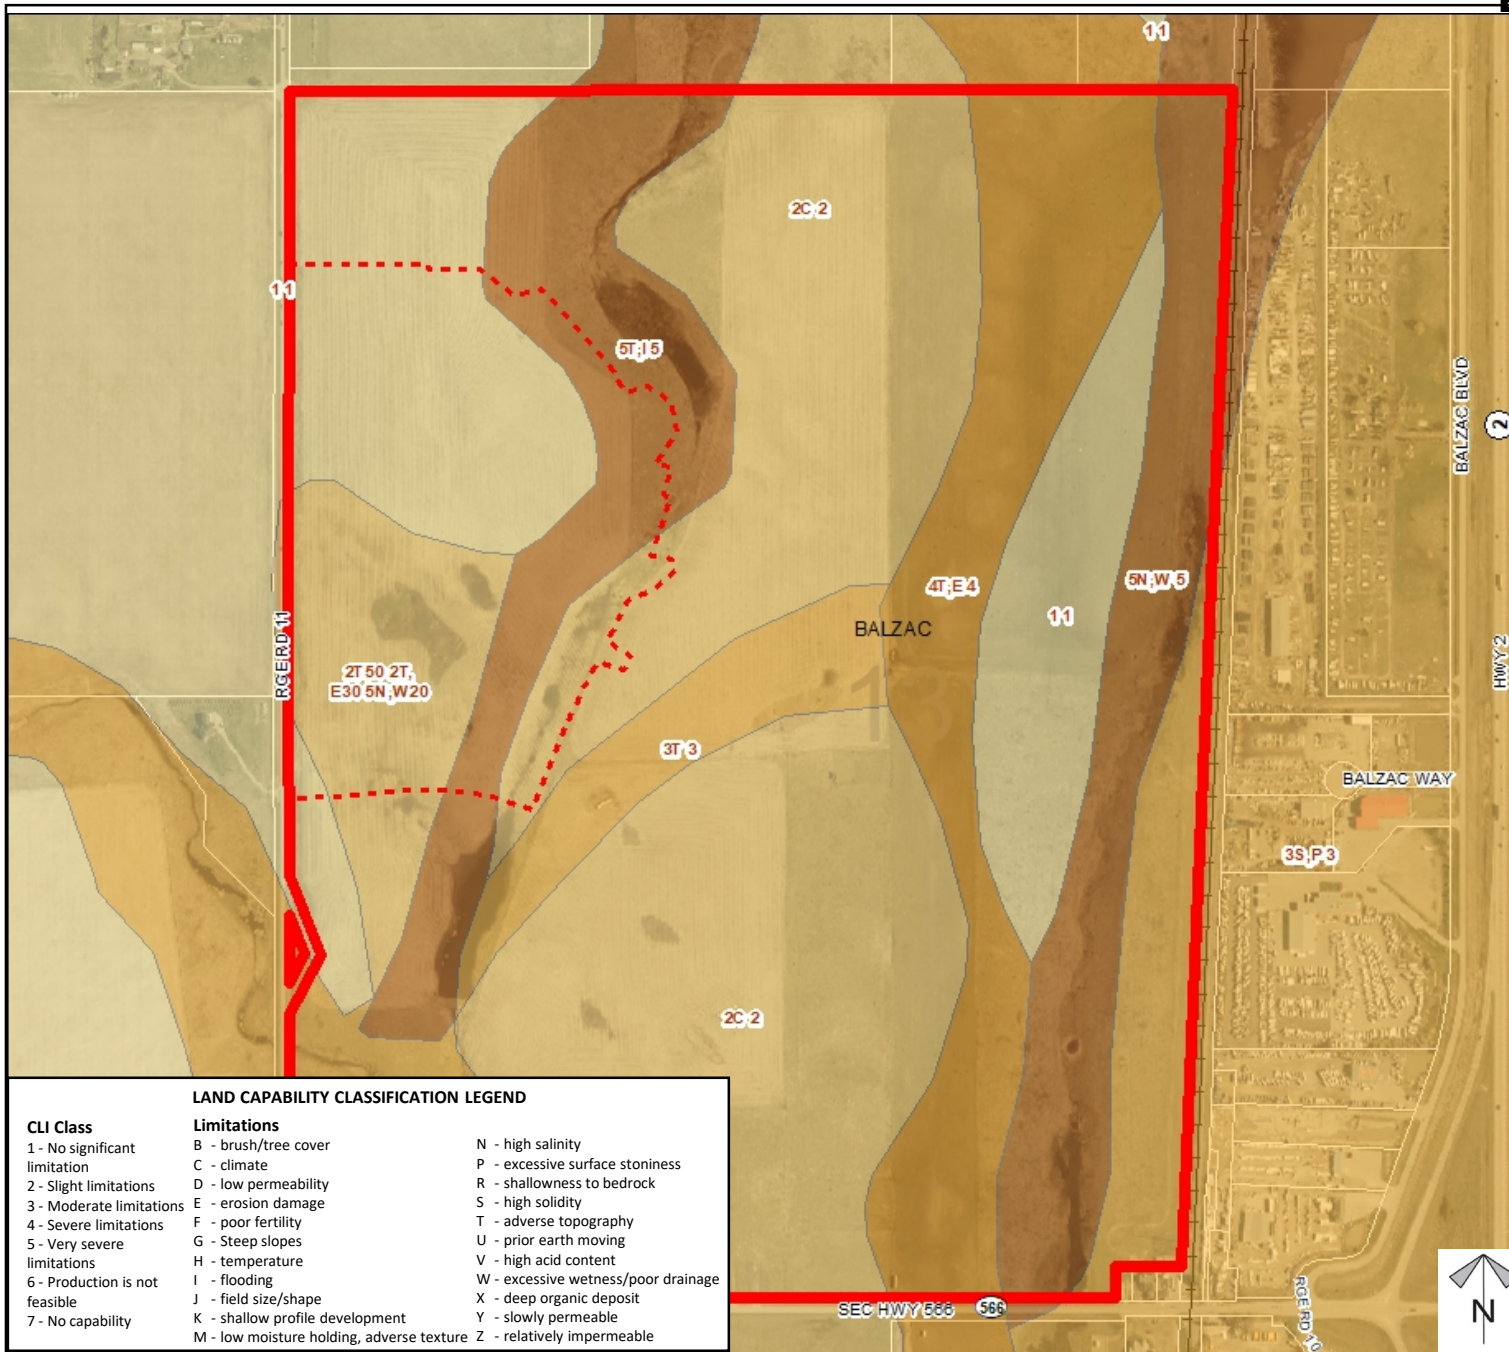 11
2C 2
11
5T,I 5
BALZAC BLVD
2
4T,E 4
5N,W 5
11
BALZAC
RGE RD 11
HWY 2
2T 50 2T,
E30 5N,W20
13
3T 3
BALZAC WAY
3S,P 3
2C 2
LAND CAPABILITY CLASSIFICATION LEGEND
CLI Class
1 - No significant
limitation
2 - Slight limitations
3 - Moderate limitations
4 - Severe limitations
5 - Very severe
limitations
6 - Production is not
feasible
7 - No capability
Limitations
B - brush/tree cover
C - climate
D - low permeability
E - erosion damage
F - poor fertility
G - Steep slopes
H - temperature
I - flooding
J - field size/shape
K - shallow profile development
M - low moisture holding, adverse texture
N - high salinity
P - excessive surface stoniness
R - shallowness to bedrock
S - high solidity
T - adverse topography
U - prior earth moving
V - high acid content
W - excessive wetness/poor drainage
X - deep organic deposit
Y - slowly permeable
Z - relatively impermeable
SEC HWY 566
566
RGE RD 10
N